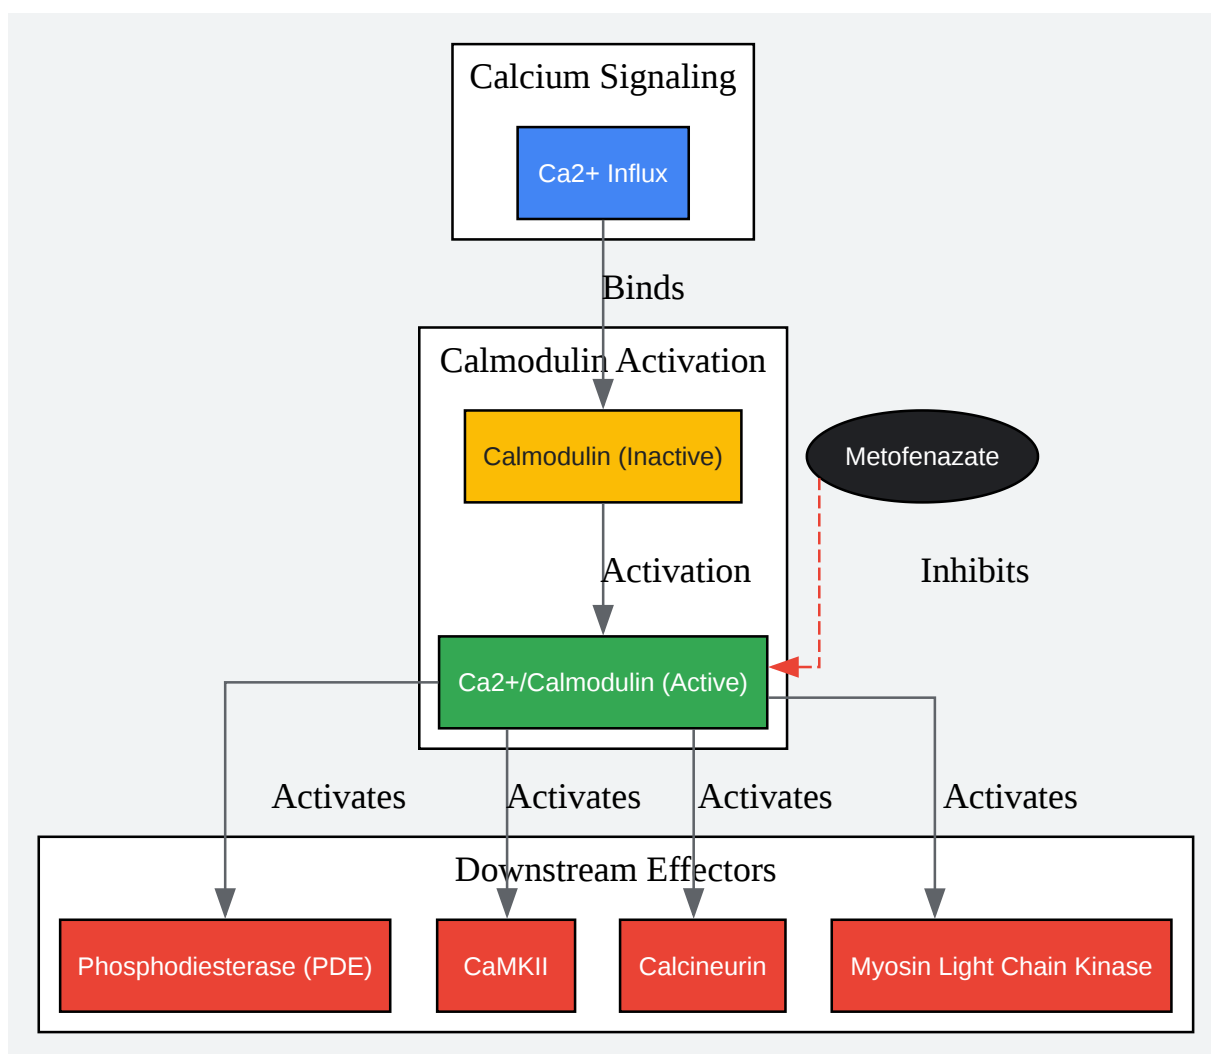 Calcium Signaling
Ca2+ Influx
Binds
Calmodulin Activation
Calmodulin (Inactive)
Metofenazate
Activation
Inhibits
Ca2+/Calmodulin (Active)
Activates
Activates
Activates
Activates
Downstream Effectors
Phosphodiesterase (PDE)
CaMKII
Calcineurin
Myosin Light Chain Kinase